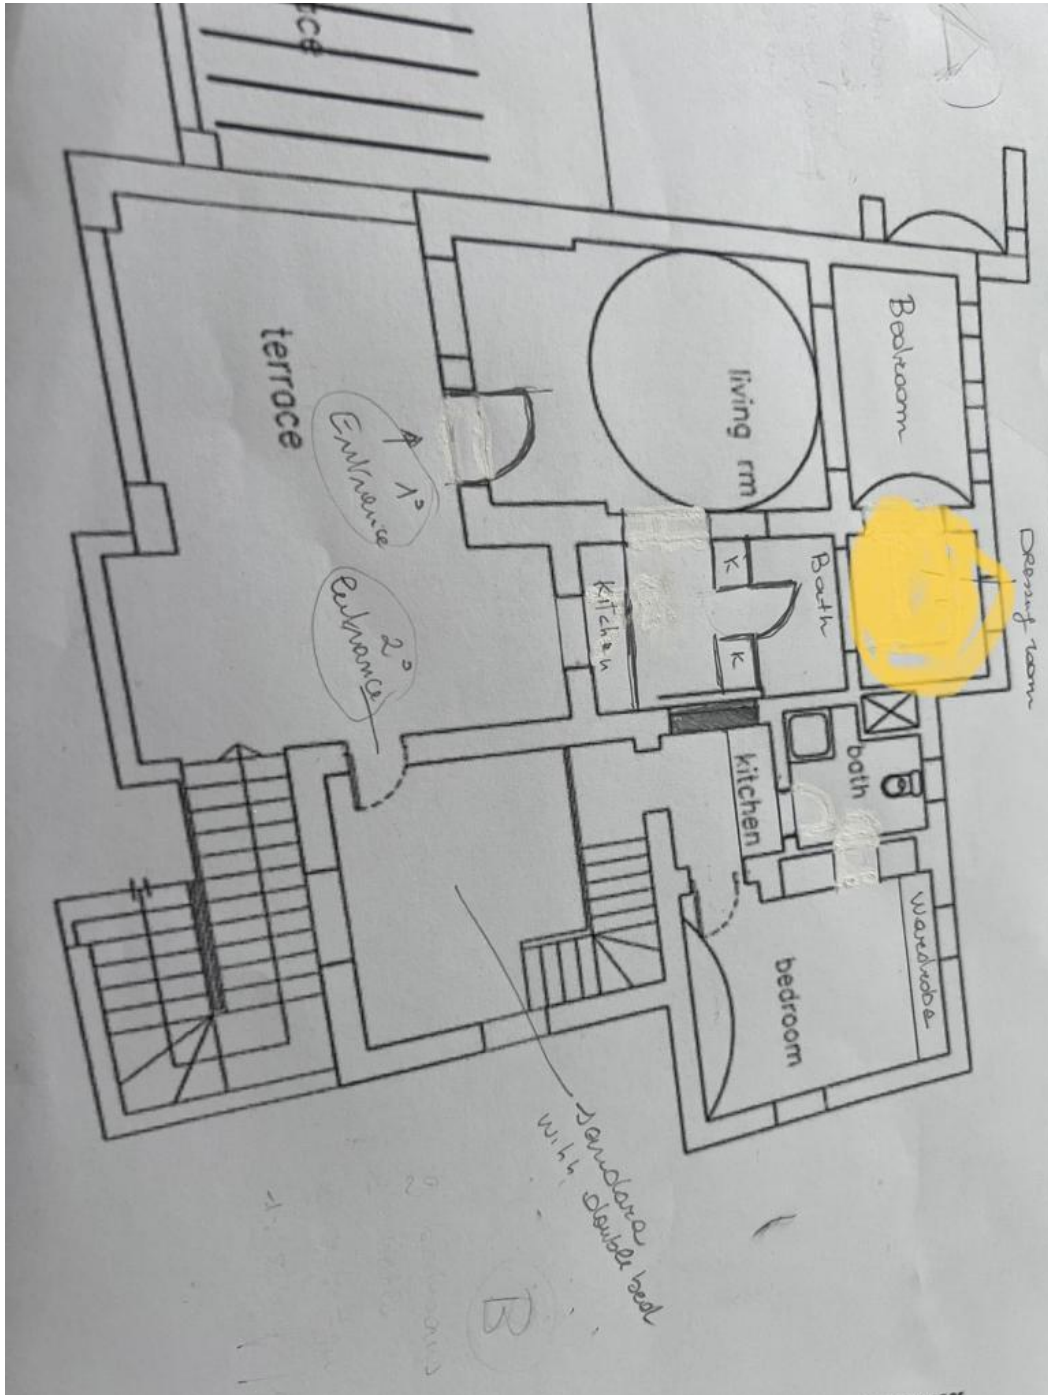 ce
terrace
Entrance
1°
Entrance
2°
living rm
Bedroom
Dressing room
Kitchen
K
K
Bath
bath
kitchen
Wardrobe
bedroom
with double bed
B